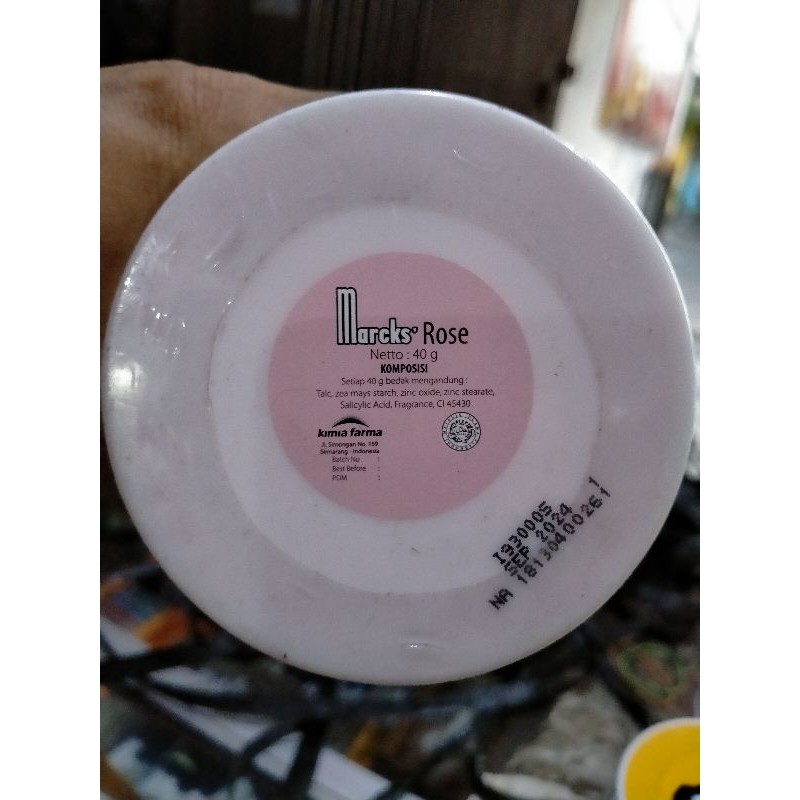 Marcks' Rose
Netto : 40 g
KOMPOSISI
Setiap 40 g bedak mengandung :
Talc, zea mays starch, zinc oxide, zinc stearate,
Salicylic Acid, Fragrance, CI 45430
kimia farma
Jl. Simongan No. 169
Semarang - Indonesia
Batch No :
Best Before :
POM :
I930005 1
SEP 2024
NA 18130400261